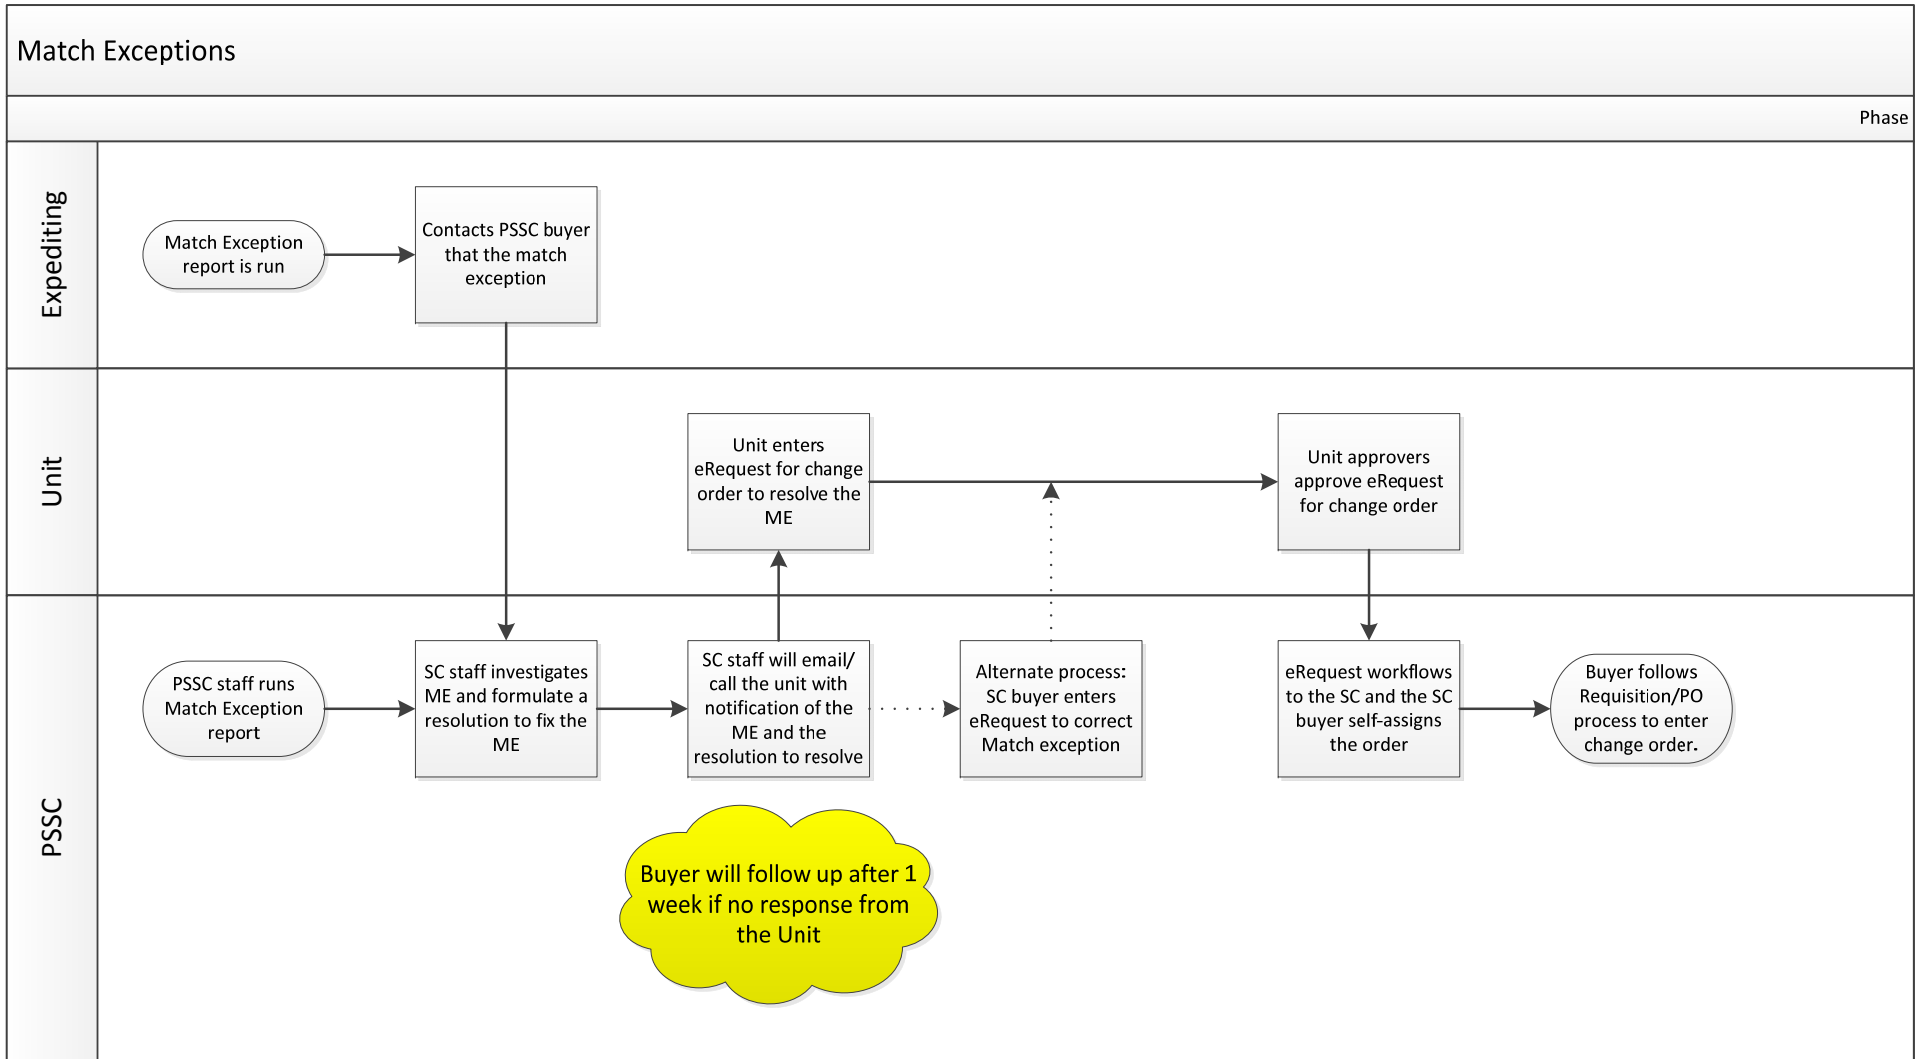 Match Exceptions
Phase
Expediting
Match Exception
report is run
Contacts PSSC buyer
that the match
exception
Unit
Unit enters
eRequest for change
order to resolve the
ME
Unit approvers
approve eRequest
for change order
PSSC
PSSC staff runs
Match Exception
report
SC staff investigates
ME and formulate a
resolution to fix the
ME
SC staff will email/
call the unit with
notification of the
ME and the
resolution to resolve
Alternate process:
SC buyer enters
eRequest to correct
Match exception
eRequest workflows
to the SC and the SC
buyer self-assigns
the order
Buyer follows
Requisition/PO
process to enter
change order.
Buyer will follow up after 1
week if no response from
the Unit